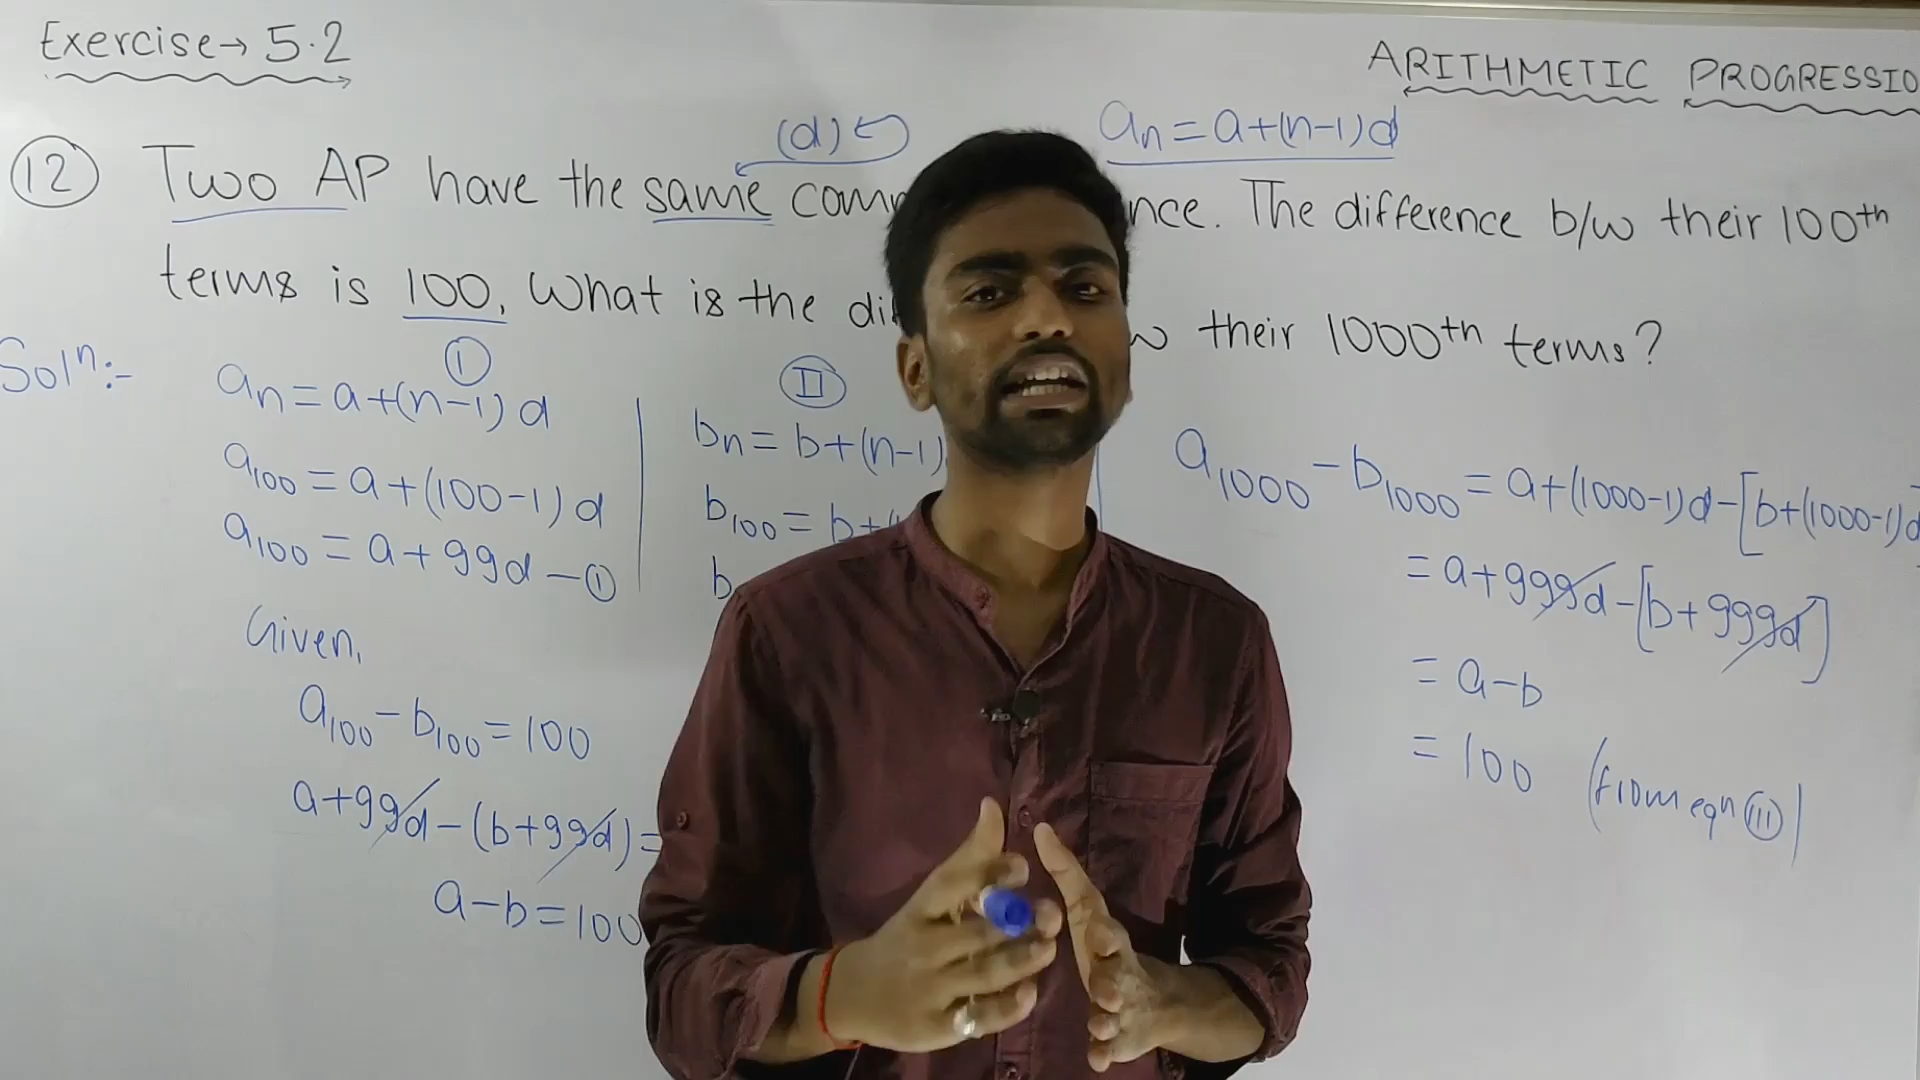 Exercise→ 5.2
ARITHMETIC PROGRESSIO
(d)
an = a+(n-1)d
12 Two AP have the same comm nce. The difference b/w their 100th
terms is 100. What is the di w their 1000th terms?
Solⁿ:-
I
an = a+(n-1)d
a100 = a+(100-1)d
a100 = a+99d - ①
Given,
a100 - b100 = 100
a+99d - (b+99d) =
a-b = 100
II
bn = b+(n-1)
b100 = b+(
b
a1000 - b1000 = a+(1000-1)d-[b+(1000-1)d
= a+999d-[b+999d]
= a-b
= 100 (from eqn III)